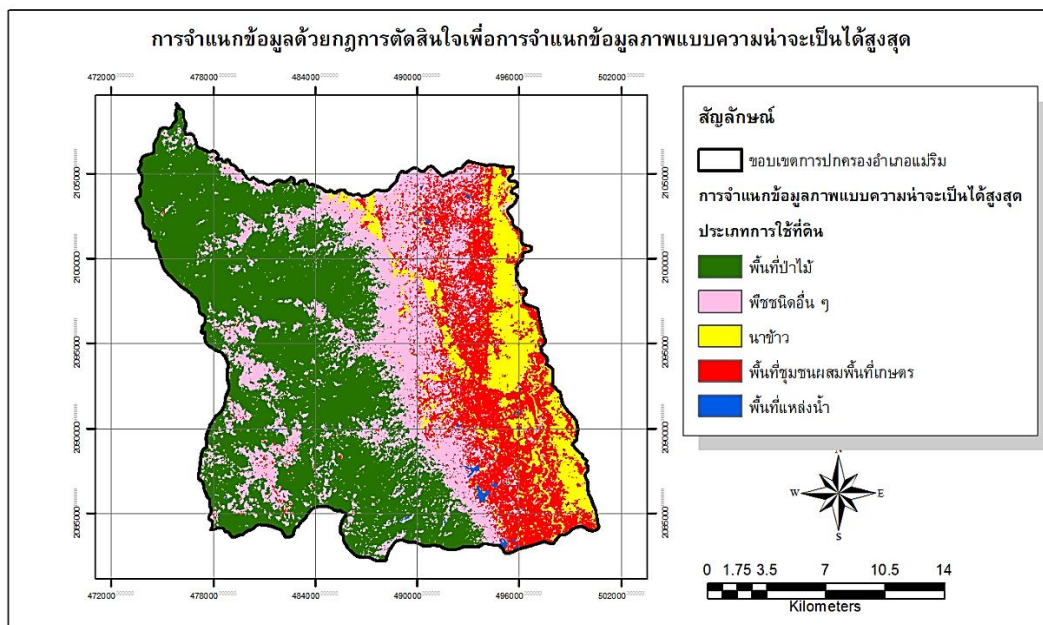 การจำแนกข้อมูลด้วยกฎการตัดสินใจเพื่อการจำแนกข้อมูลภาพแบบความน่าจะเป็นได้สูงสุด
472000 478000 484000 490000 496000 502000
2105000 2105000
2100000 2100000
2095000 2095000
2090000 2090000
2085000 2085000
472000 478000 484000 490000 496000 502000
สัญลักษณ์
ขอบเขตการปกครองอำเภอแม่ริม
การจำแนกข้อมูลภาพแบบความน่าจะเป็นได้สูงสุด
ประเภทการใช้ที่ดิน
พื้นที่ป่าไม้
พืชชนิดอื่น ๆ
นาข้าว
พื้นที่ชุมชนผสมพื้นที่เกษตร
พื้นที่แหล่งน้ำ
N
W E
S
0 1.75 3.5 7 10.5 14
Kilometers